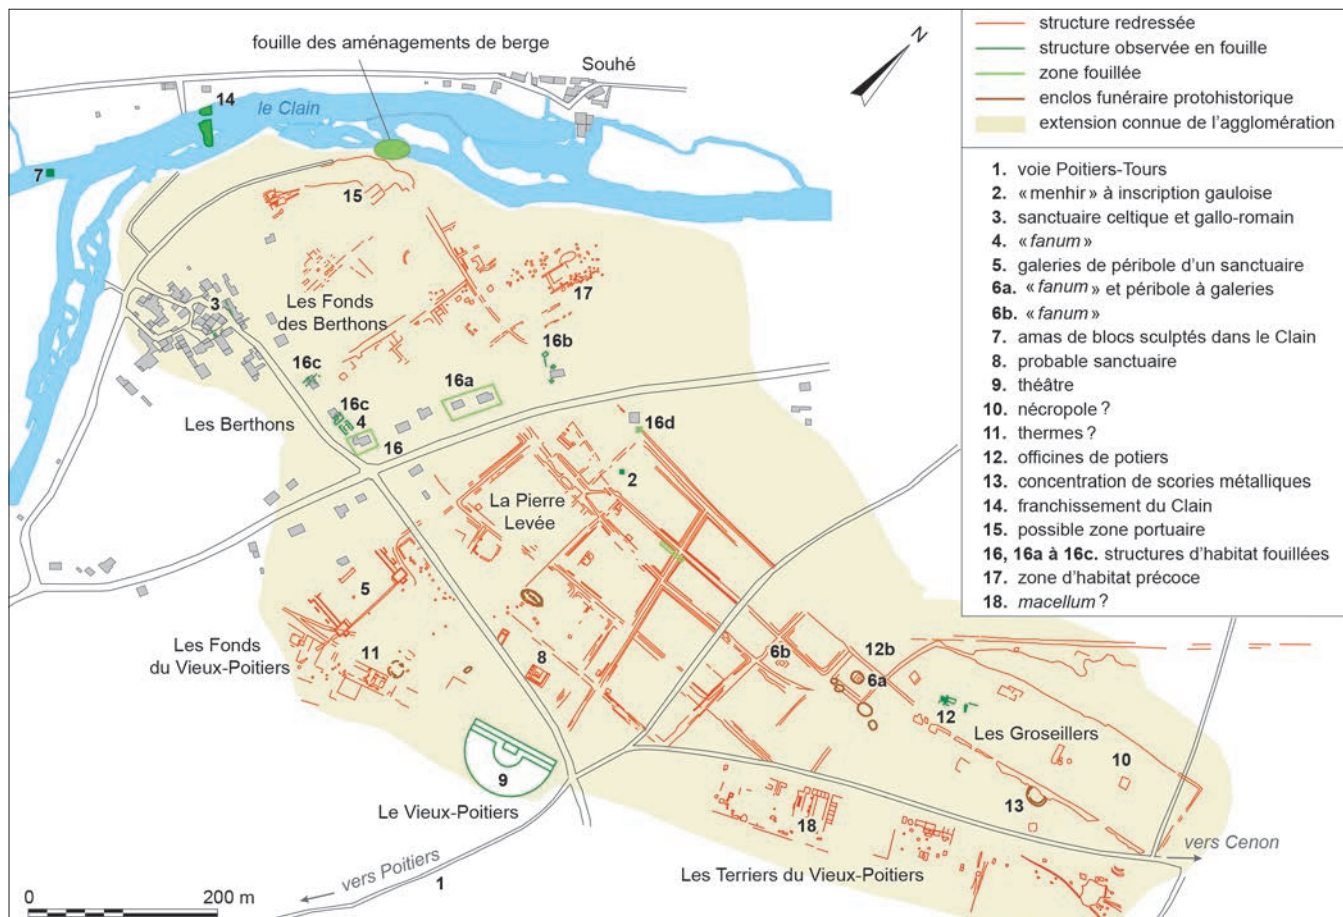 fouille des aménagements de berge
Souhé
N
14
le Clain
7
15
3
Les Fonds
des Berthons
17
16c
16b
16a
16c
4
Les Berthons
16
16d
2
La Pierre
Levée
5
Les Fonds
du Vieux-Poitiers
11
8
6b
12b
6a
12
Les Groseillers
10
9
13
Le Vieux-Poitiers
18
vers Cenon
Les Terriers du Vieux-Poitiers
vers Poitiers
1
0
200 m
structure redressée
structure observée en fouille
zone fouillée
enclos funéraire protohistorique
extension connue de l'agglomération
1. voie Poitiers-Tours
2. «menhir» à inscription gauloise
3. sanctuaire celtique et gallo-romain
4. «fanum»
5. galeries de péribole d'un sanctuaire
6a. «fanum» et péribole à galeries
6b. «fanum»
7. amas de blocs sculptés dans le Clain
8. probable sanctuaire
9. théâtre
10. nécropole ?
11. thermes ?
12. officines de potiers
13. concentration de scories métalliques
14. franchissement du Clain
15. possible zone portuaire
16, 16a à 16c. structures d'habitat fouillées
17. zone d'habitat précoce
18. macellum ?